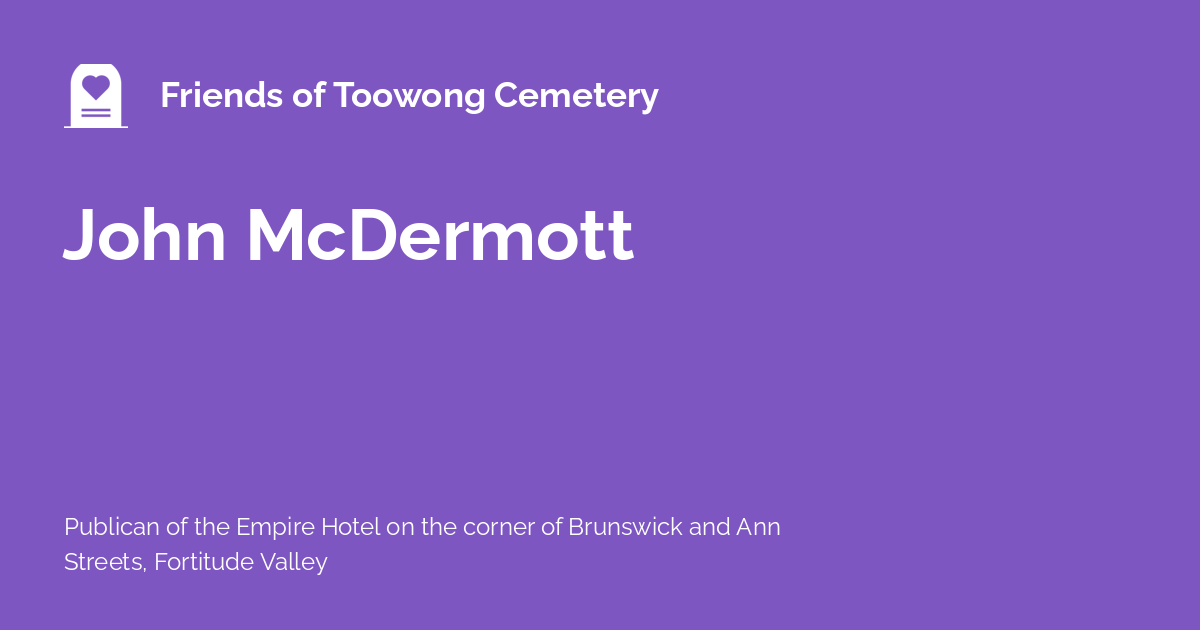 Friends of Toowong Cemetery
John McDermott
Publican of the Empire Hotel on the corner of Brunswick and Ann
Streets, Fortitude Valley